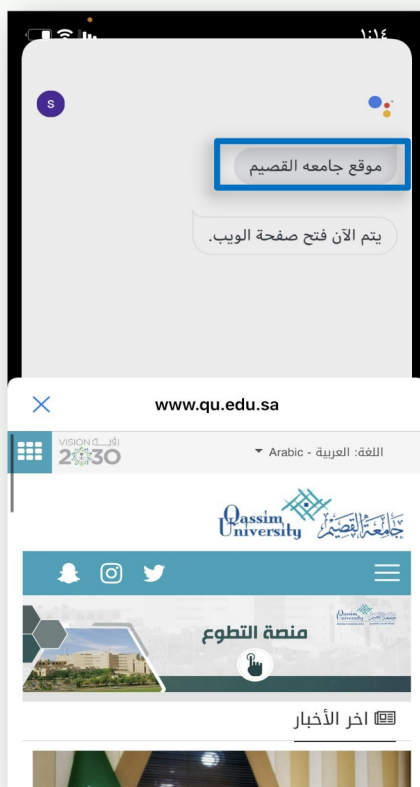 ١:١٤
S
موقع جامعه القصيم
يتم الآن فتح صفحة الويب.
www.qu.edu.sa
VISION رؤيــــة
2030
اللغة: العربية - Arabic
Qassim
University
جامعة القصيم
منصة التطوع
اخر الأخبار